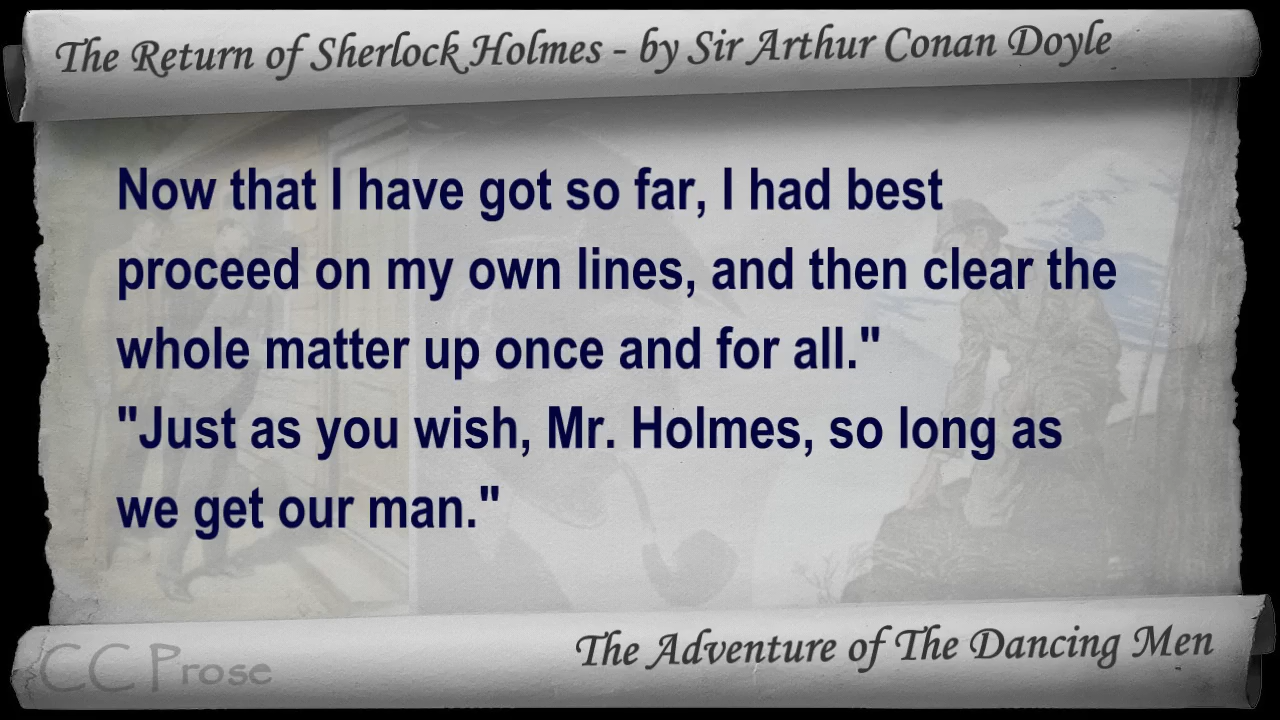 The Return of Sherlock Holmes - by Sir Arthur Conan Doyle
Now that I have got so far, I had best
proceed on my own lines, and then clear the
whole matter up once and for all."
"Just as you wish, Mr. Holmes, so long as
we get our man."
CC Prose
The Adventure of The Dancing Men